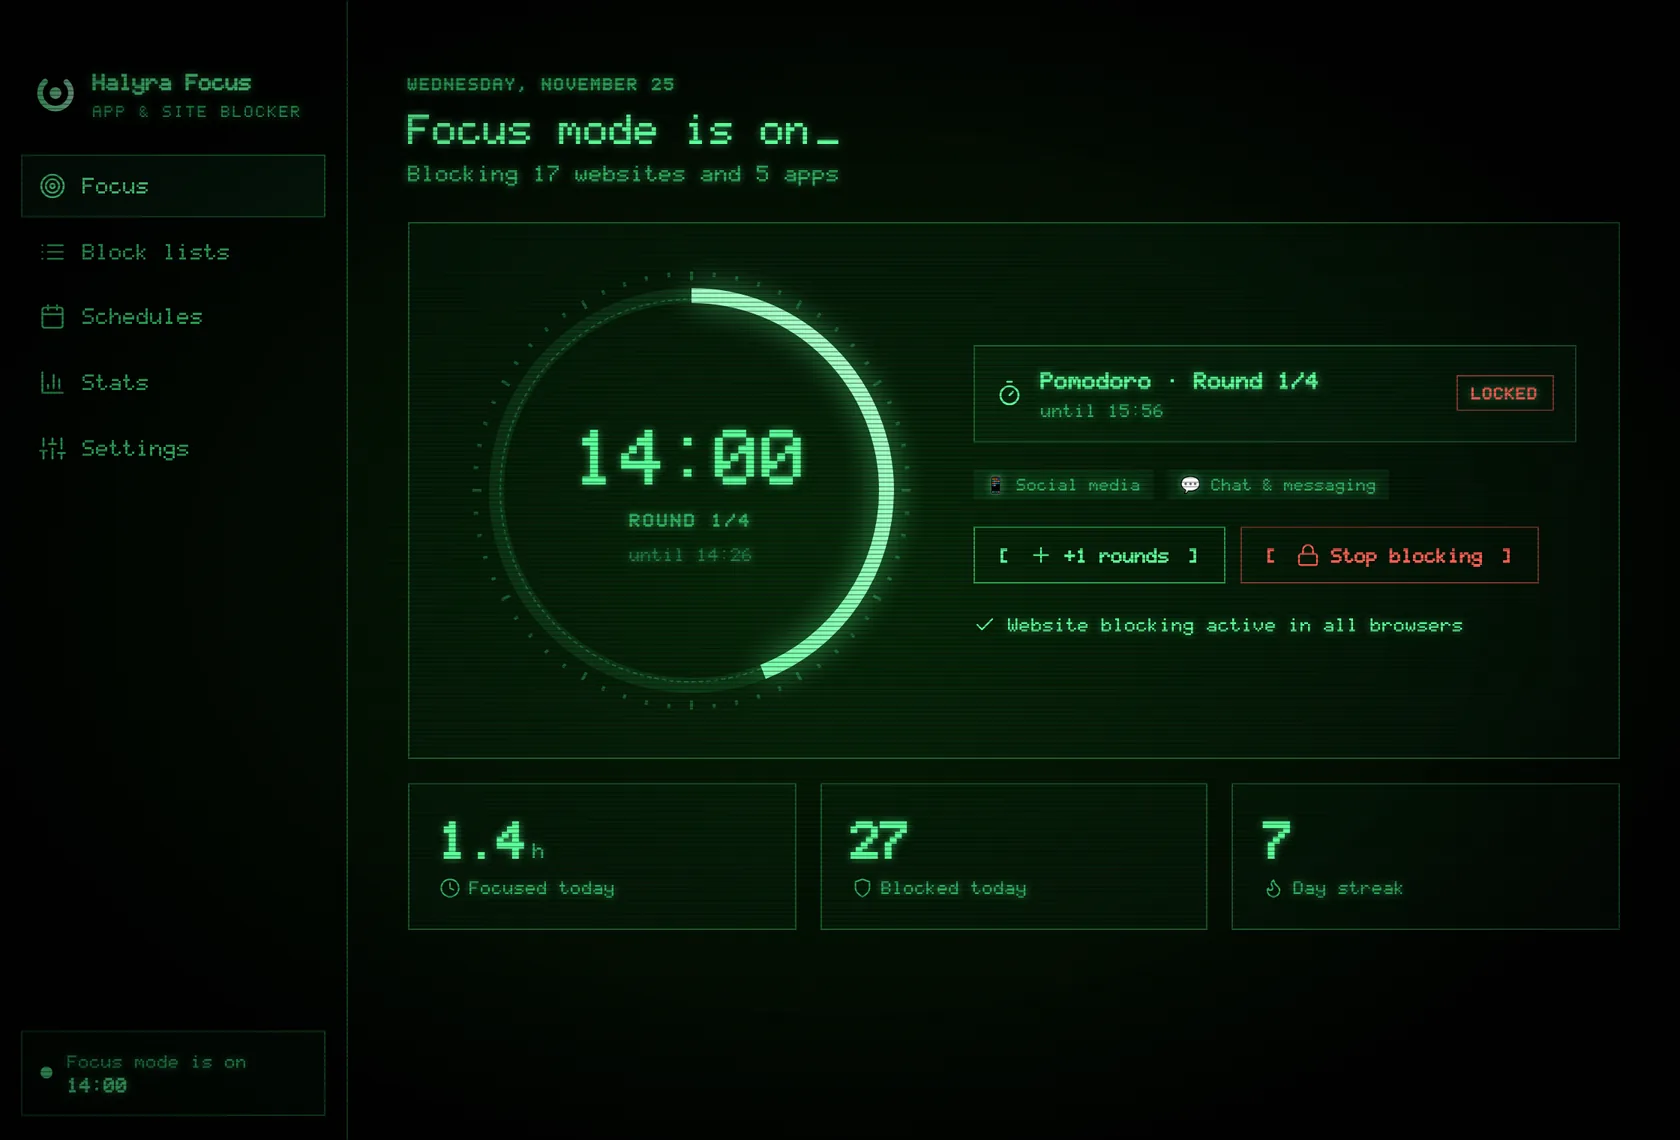 Halyra Focus
APP & SITE BLOCKER
Focus
Block lists
Schedules
Stats
Settings
Focus mode is on
14:00
WEDNESDAY, NOVEMBER 25
Focus mode is on_
Blocking 17 websites and 5 apps
14:00
ROUND 1/4
until 14:26
Pomodoro · Round 1/4
until 15:56
LOCKED
Social media
Chat & messaging
[ + +1 rounds ]
[ Stop blocking ]
Website blocking active in all browsers
1.4h
Focused today
27
Blocked today
7
Day streak